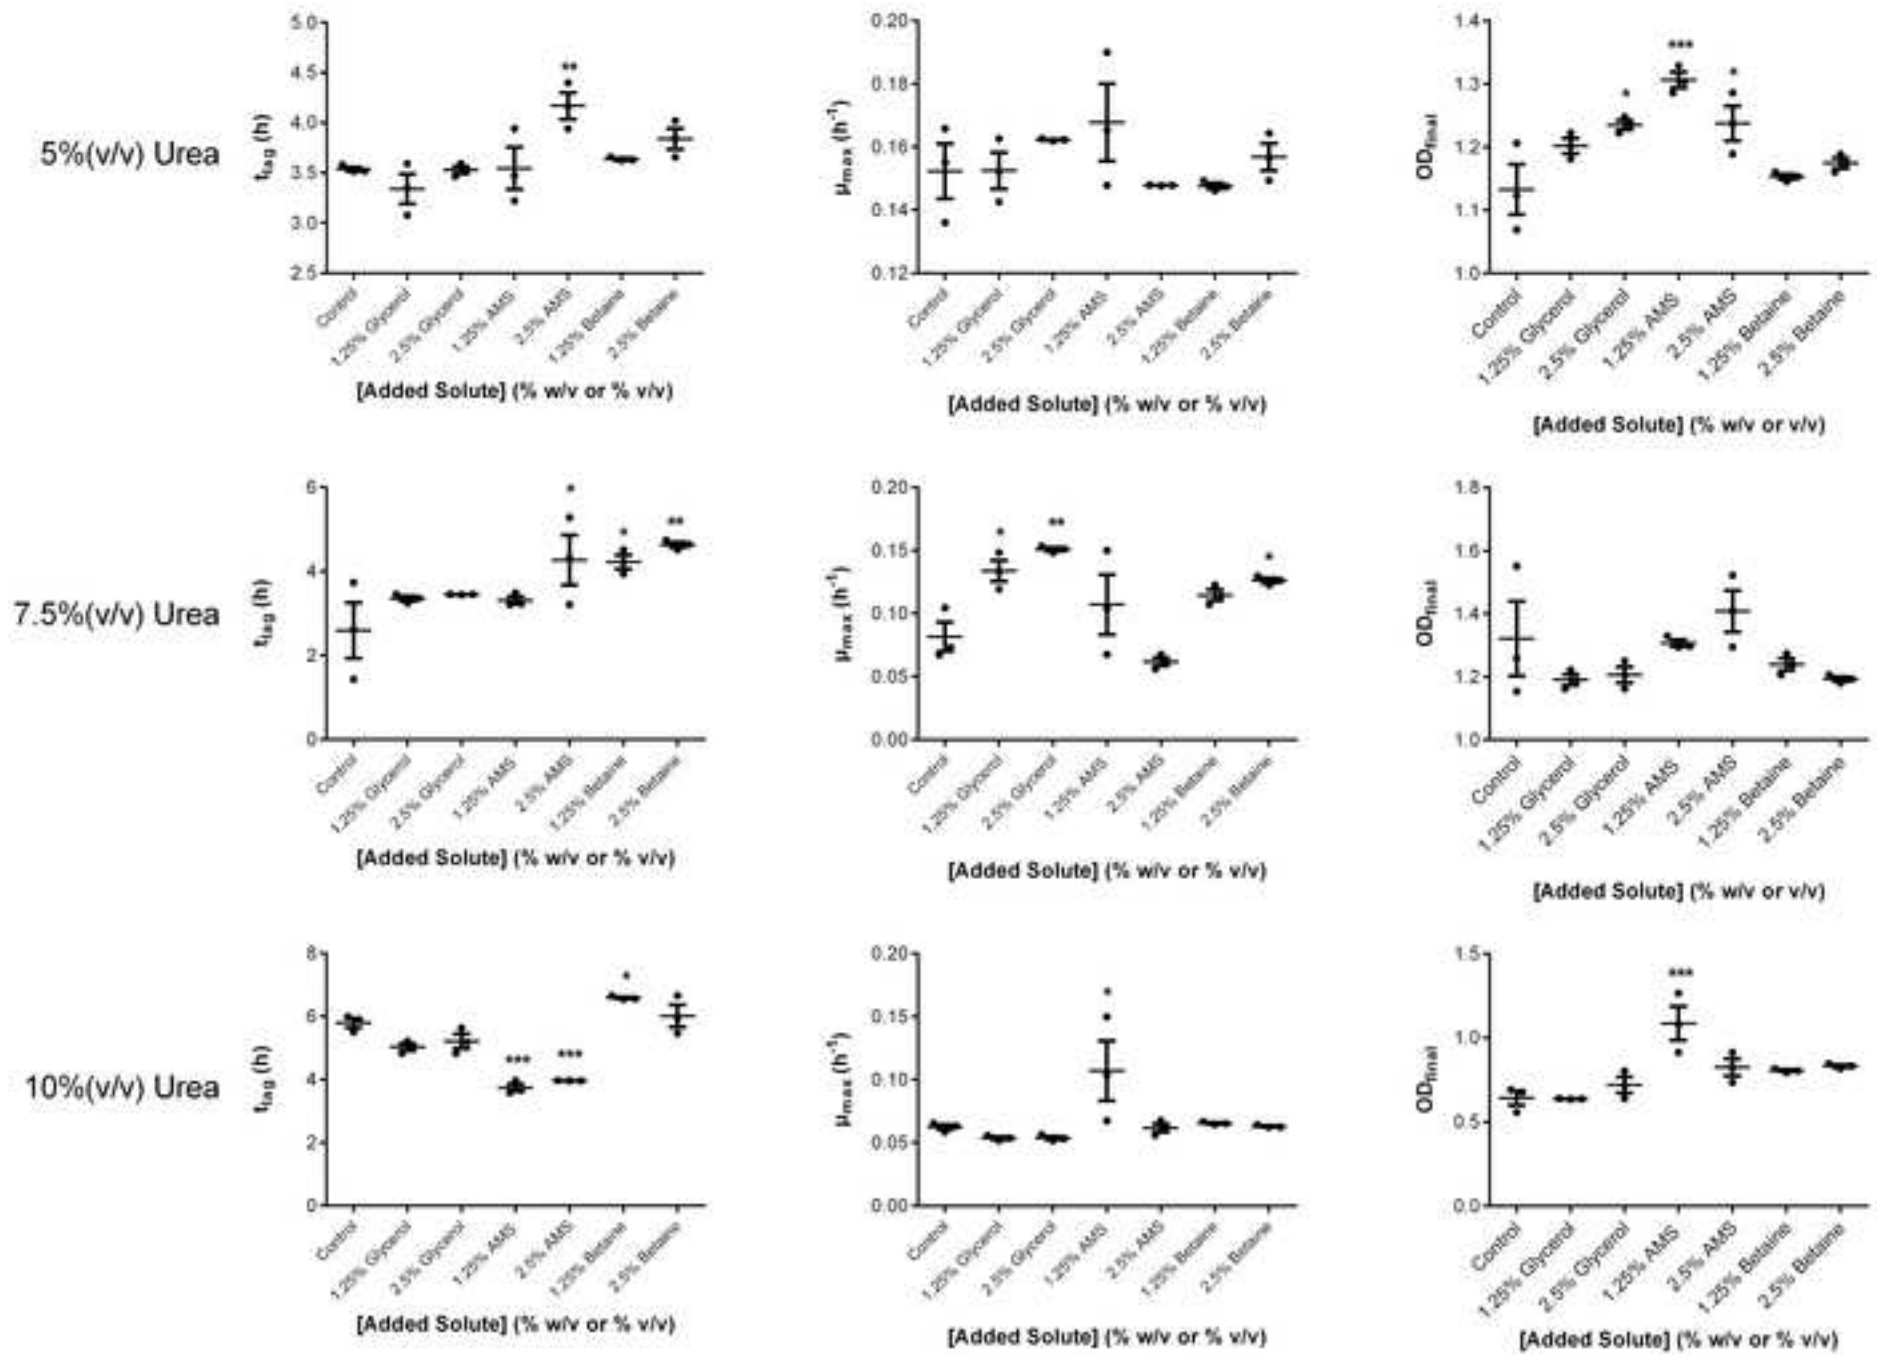 5%(v/v) Urea
t_lag (h)
5.0
4.5
4.0
3.5
3.0
2.5
**
Control
1.25% Glycerol
2.5% Glycerol
1.25% AMS
2.5% AMS
1.25% Betaine
2.5% Betaine
[Added Solute] (% w/v or % v/v)
μmax (h-1)
0.20
0.18
0.16
0.14
0.12
Control
1.25% Glycerol
2.5% Glycerol
1.25% AMS
2.5% AMS
1.25% Betaine
2.5% Betaine
[Added Solute] (% w/v or % v/v)
ODfinal
1.4
1.3
1.2
1.1
1.0
*
***
*
Control
1.25% Glycerol
2.5% Glycerol
1.25% AMS
2.5% AMS
1.25% Betaine
2.5% Betaine
[Added Solute] (% w/v or v/v)
7.5%(v/v) Urea
tlag (h)
6
4
2
0
*
*
**
Control
1.25% Glycerol
2.5% Glycerol
1.25% AMS
2.5% AMS
1.25% Betaine
2.5% Betaine
[Added Solute] (% w/v or % v/v)
μmax (h-1)
0.20
0.15
0.10
0.05
0.00
*
**
*
Control
1.25% Glycerol
2.5% Glycerol
1.25% AMS
2.5% AMS
1.25% Betaine
2.5% Betaine
[Added Solute] (% w/v or % v/v)
ODfinal
1.8
1.6
1.4
1.2
1.0
Control
1.25% Glycerol
2.5% Glycerol
1.25% AMS
2.5% AMS
1.25% Betaine
2.5% Betaine
[Added Solute] (% w/v or v/v)
10%(v/v) Urea
tlag (h)
8
6
4
2
0
***
***
*
Control
1.25% Glycerol
2.5% Glycerol
1.25% AMS
2.5% AMS
1.25% Betaine
2.5% Betaine
[Added Solute] (% w/v or % v/v)
μmax (h-1)
0.20
0.15
0.10
0.05
0.00
*
Control
1.25% Glycerol
2.5% Glycerol
1.25% AMS
2.5% AMS
1.25% Betaine
2.5% Betaine
[Added Solute] (% w/v or % v/v)
ODfinal
1.5
1.0
0.5
0.0
***
Control
1.25% Glycerol
2.5% Glycerol
1.25% AMS
2.5% AMS
1.25% Betaine
2.5% Betaine
[Added Solute] (% w/v or % v/v)